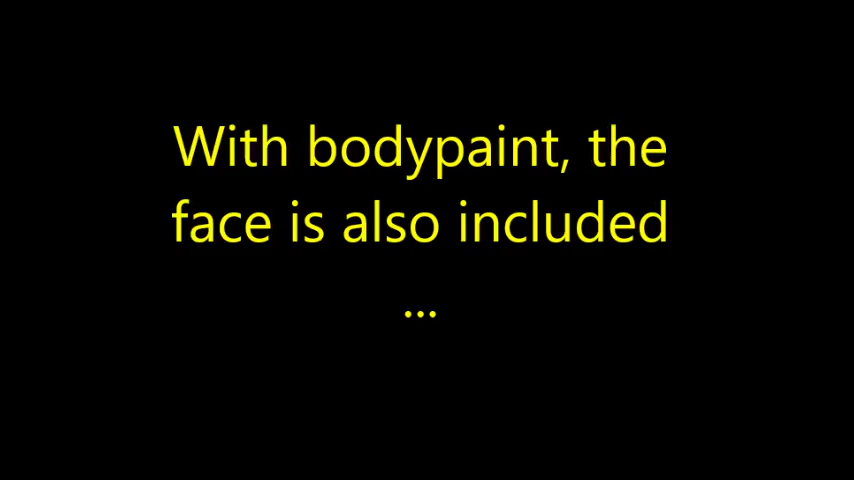 With bodypaint, the
face is also included
...